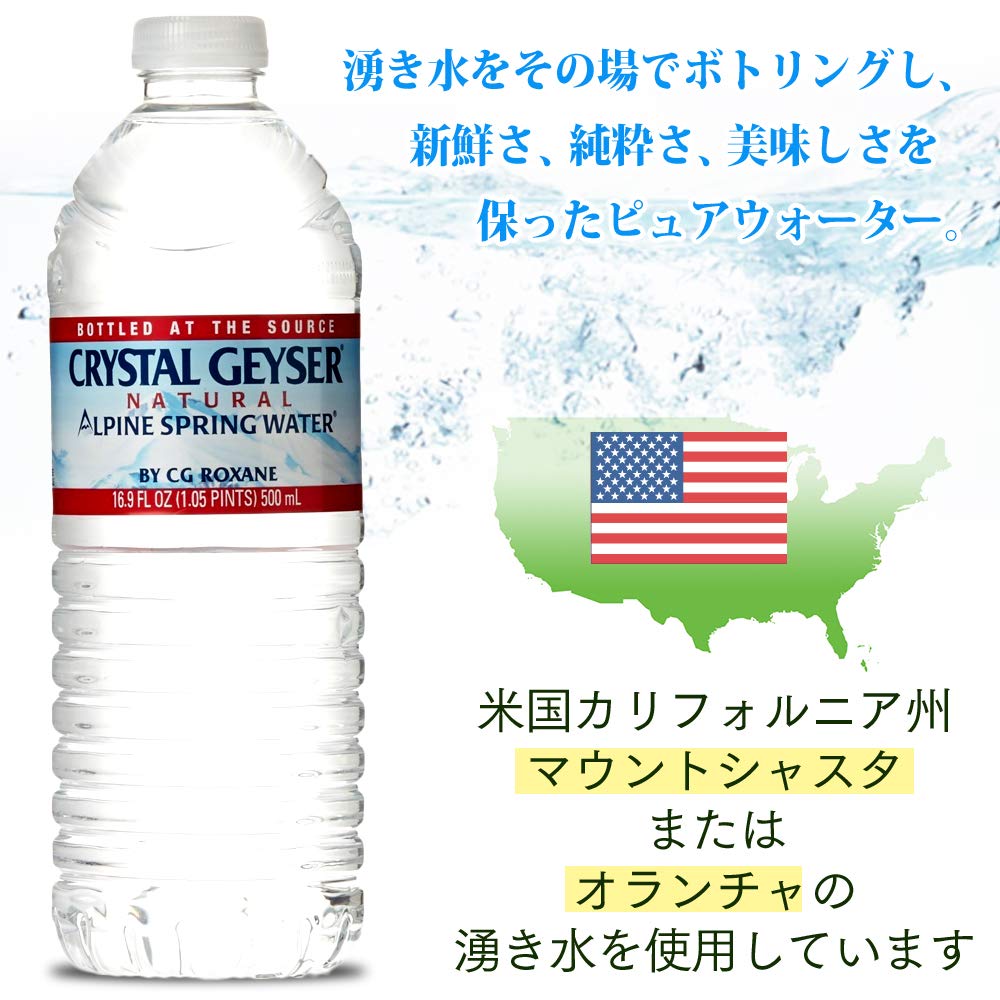 湧き水をその場でボトリングし、
新鮮さ、純粋さ、美味しさを
保ったピュアウォーター。
BOTTLED AT THE SOURCE
CRYSTAL GEYSER®
NATURAL
ALPINE SPRING WATER®
BY CG ROXANE
16.9 FL OZ (1.05 PINTS) 500 mL
米国カリフォルニア州
マウントシャスタ
または
オランチャの
湧き水を使用しています